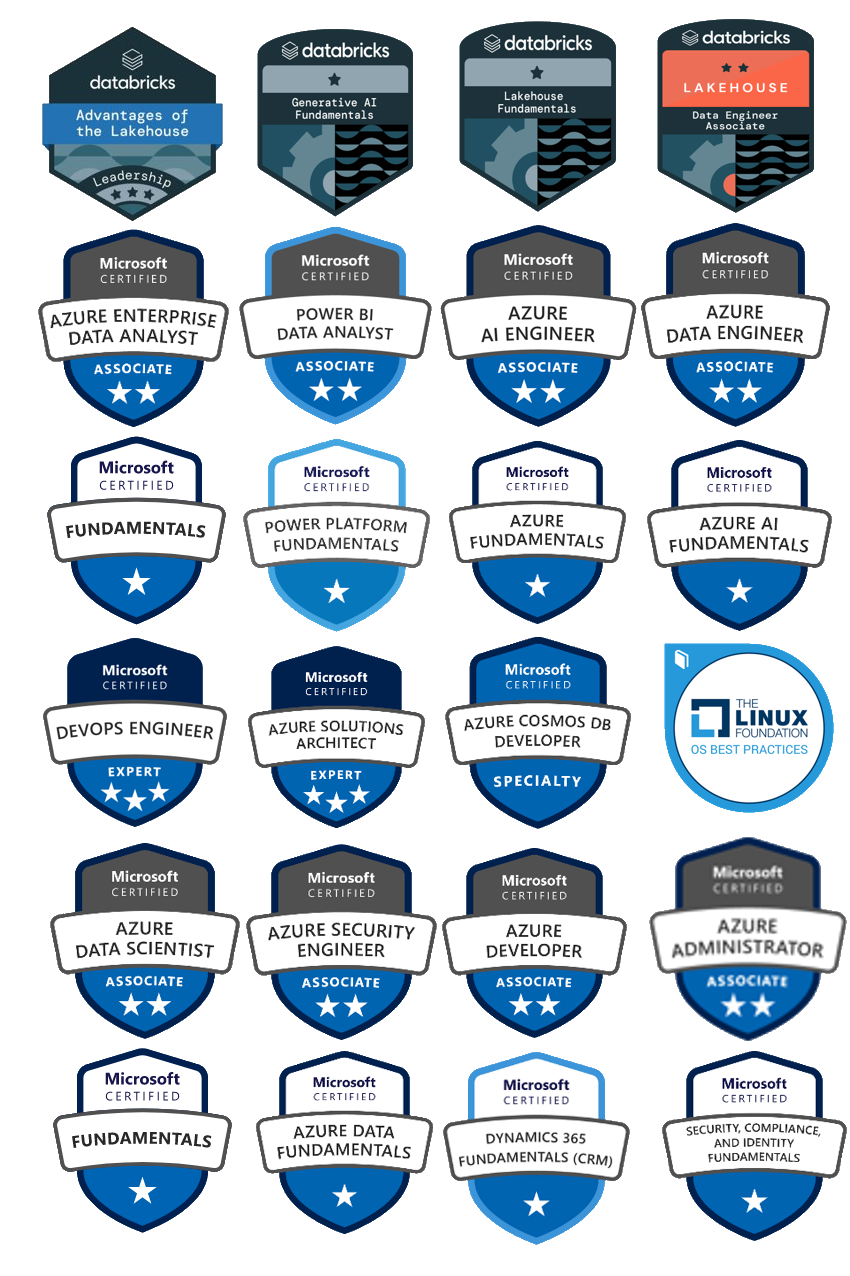 databricks
Advantages of
the Lakehouse
Leadership
databricks
Generative AI
Fundamentals
databricks
Lakehouse
Fundamentals
databricks
LAKEHOUSE
Data Engineer
Associate
Microsoft
CERTIFIED
AZURE ENTERPRISE
DATA ANALYST
ASSOCIATE
Microsoft
CERTIFIED
POWER BI
DATA ANALYST
ASSOCIATE
Microsoft
CERTIFIED
AZURE
AI ENGINEER
ASSOCIATE
Microsoft
CERTIFIED
AZURE
DATA ENGINEER
ASSOCIATE
Microsoft
CERTIFIED
FUNDAMENTALS
Microsoft
CERTIFIED
POWER PLATFORM
FUNDAMENTALS
Microsoft
CERTIFIED
AZURE
FUNDAMENTALS
Microsoft
CERTIFIED
AZURE AI
FUNDAMENTALS
Microsoft
CERTIFIED
DEVOPS ENGINEER
EXPERT
Microsoft
CERTIFIED
AZURE SOLUTIONS
ARCHITECT
EXPERT
Microsoft
CERTIFIED
AZURE COSMOS DB
DEVELOPER
SPECIALTY
THE
LINUX
FOUNDATION
OS BEST PRACTICES
Microsoft
CERTIFIED
AZURE
DATA SCIENTIST
ASSOCIATE
Microsoft
CERTIFIED
AZURE SECURITY
ENGINEER
ASSOCIATE
Microsoft
CERTIFIED
AZURE
DEVELOPER
ASSOCIATE
Microsoft
CERTIFIED
AZURE
ADMINISTRATOR
ASSOCIATE
Microsoft
CERTIFIED
FUNDAMENTALS
Microsoft
CERTIFIED
AZURE DATA
FUNDAMENTALS
Microsoft
CERTIFIED
DYNAMICS 365
FUNDAMENTALS (CRM)
Microsoft
CERTIFIED
SECURITY, COMPLIANCE,
AND IDENTITY
FUNDAMENTALS